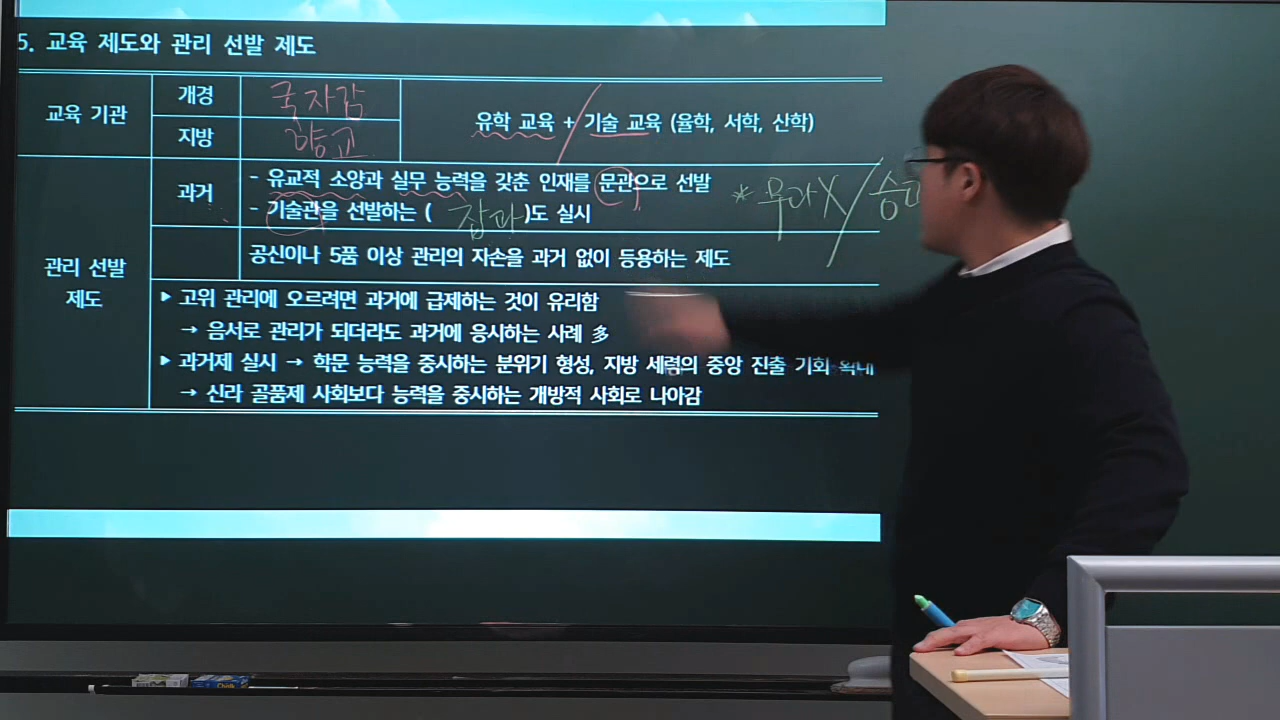 5. 교육 제도와 관리 선발 제도
교육 기관
개경
국자감
지방
향교
유학 교육 + 기술 교육 (율학, 서학, 산학)
관리 선발
제도
과거
- 유교적 소양과 실무 능력을 갖춘 인재를 문관으로 선발
- 기술관을 선발하는 ( 잡과 )도 실시
* 무과X / 승
공신이나 5품 이상 관리의 자손을 과거 없이 등용하는 제도
▶ 고위 관리에 오르려면 과거에 급제하는 것이 유리함
→ 음서로 관리가 되더라도 과거에 응시하는 사례 多
▶ 과거제 실시 → 학문 능력을 중시하는 분위기 형성, 지방 세력의 중앙 진출 기회 확대
→ 신라 골품제 사회보다 능력을 중시하는 개방적 사회로 나아감